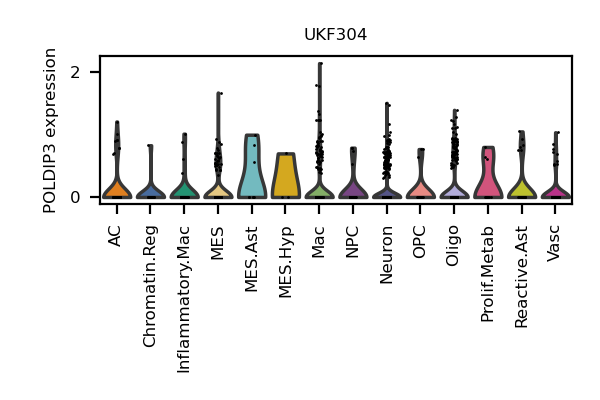 UKF304
POLDIP3 expression
2
0
AC
Chromatin.Reg
Inflammatory.Mac
MES
MES.Ast
MES.Hyp
Mac
NPC
Neuron
OPC
Oligo
Prolif.Metab
Reactive.Ast
Vasc